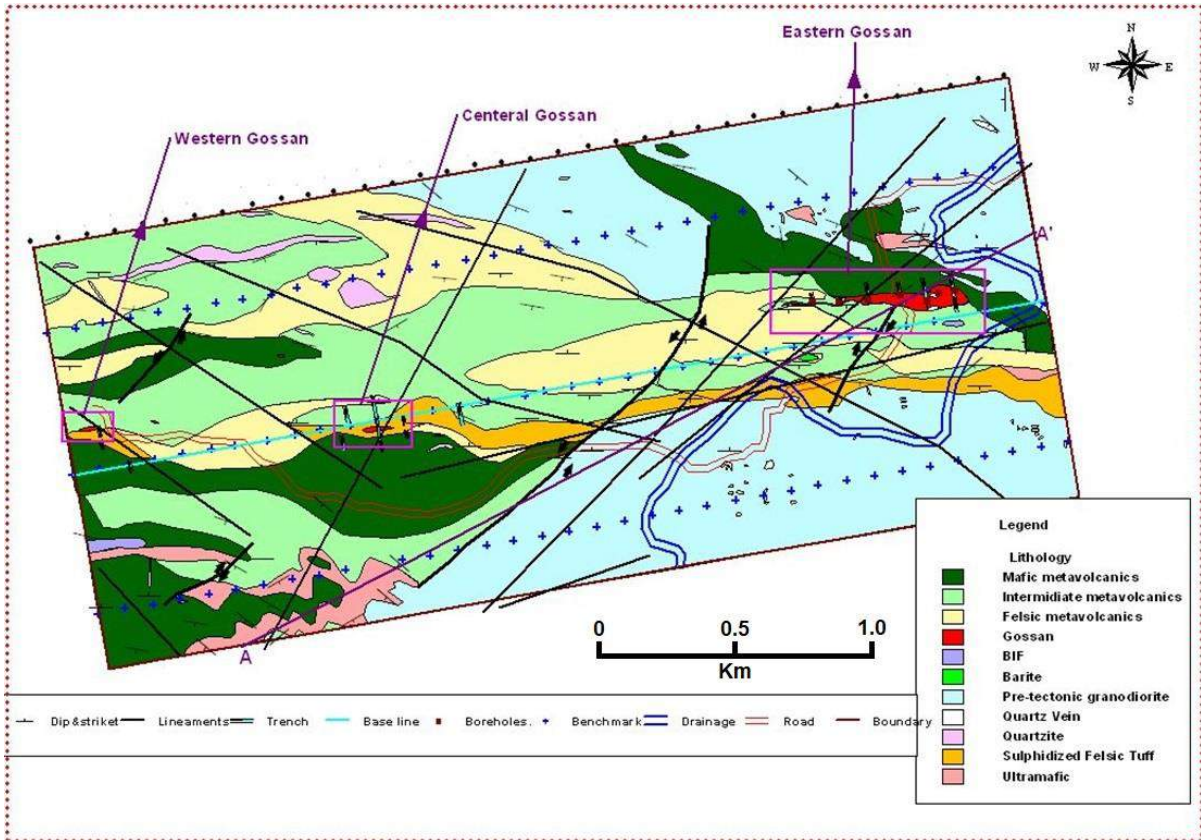 Eastern Gossan
N
W E
S
Centeral Gossan
Western Gossan
A'
A
0 0.5 1.0
Km
Legend
Lithology
Mafic metavolcanics
Intermidiate metavolcanics
Felsic metavolcanics
Gossan
BIF
Barite
Pre-tectonic granodiorite
Quartz Vein
Quartzite
Sulphidized Felsic Tuff
Ultramafic
Dip&striket Lineaments Trench Base line Boreholes. Benchmark Drainage Road Boundary